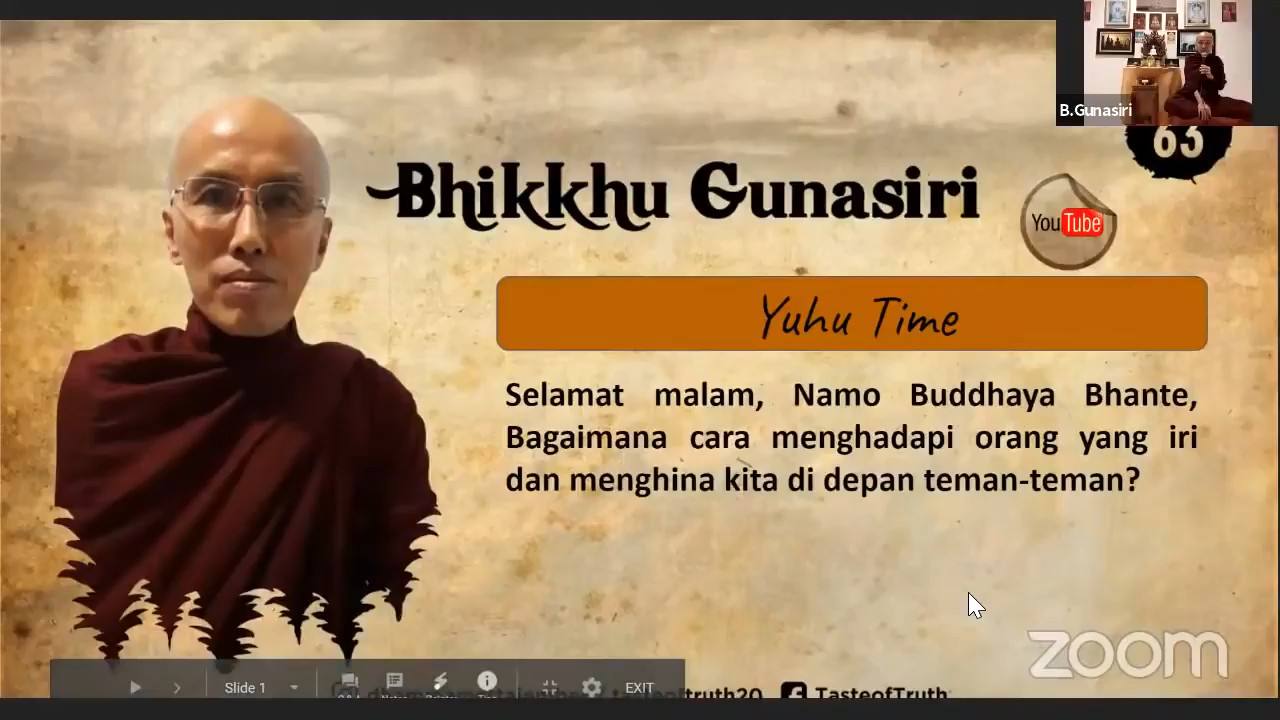 B.Gunasiri
63
Bhikkhu Gunasiri
YouTube
Yuhu Time
Selamat malam, Namo Buddhaya Bhante,
Bagaimana cara menghadapi orang yang iri
dan menghina kita di depan teman-teman?
zoom
Slide 1
EXIT
TasteofTruth